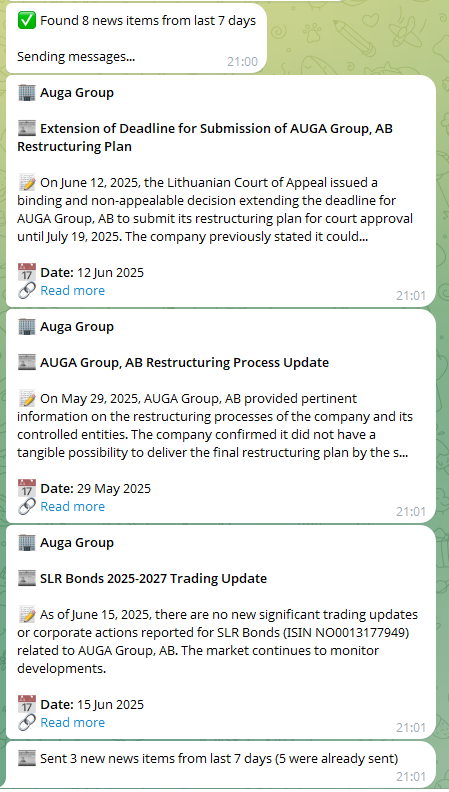 ✅ Found 8 news items from last 7 days
Sending messages...
21:00
🏢 Auga Group
📰 Extension of Deadline for Submission of AUGA Group, AB
Restructuring Plan
📝 On June 12, 2025, the Lithuanian Court of Appeal issued a
binding and non-appealable decision extending the deadline for
AUGA Group, AB to submit its restructuring plan for court approval
until July 19, 2025. The company previously stated it could...
📅 Date: 12 Jun 2025
🔗 Read more
21:01
🏢 Auga Group
📰 AUGA Group, AB Restructuring Process Update
📝 On May 29, 2025, AUGA Group, AB provided pertinent
information on the restructuring processes of the company and its
controlled entities. The company confirmed it did not have a
tangible possibility to deliver the final restructuring plan by the s...
📅 Date: 29 May 2025
🔗 Read more
21:01
🏢 Auga Group
📰 SLR Bonds 2025-2027 Trading Update
📝 As of June 15, 2025, there are no new significant trading updates
or corporate actions reported for SLR Bonds (ISIN NO0013177949)
related to AUGA Group, AB. The market continues to monitor
developments.
📅 Date: 15 Jun 2025
🔗 Read more
21:01
📰 Sent 3 new news items from last 7 days (5 were already sent)
21:01